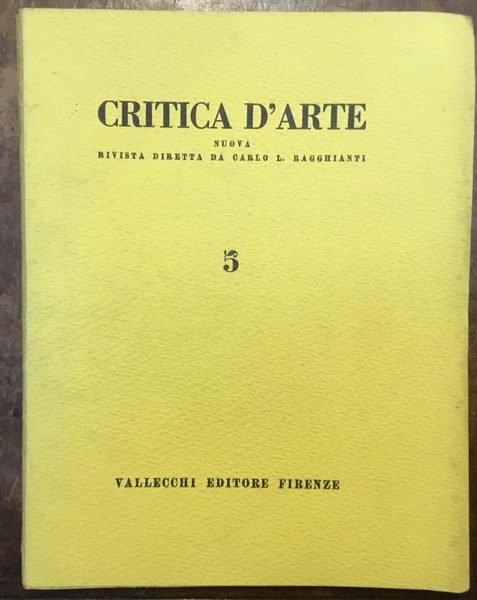 CRITICA D'ARTE
NUOVA
RIVISTA DIRETTA DA CARLO L. RAGGHIANTI
5
VALLECCHI EDITORE FIRENZE